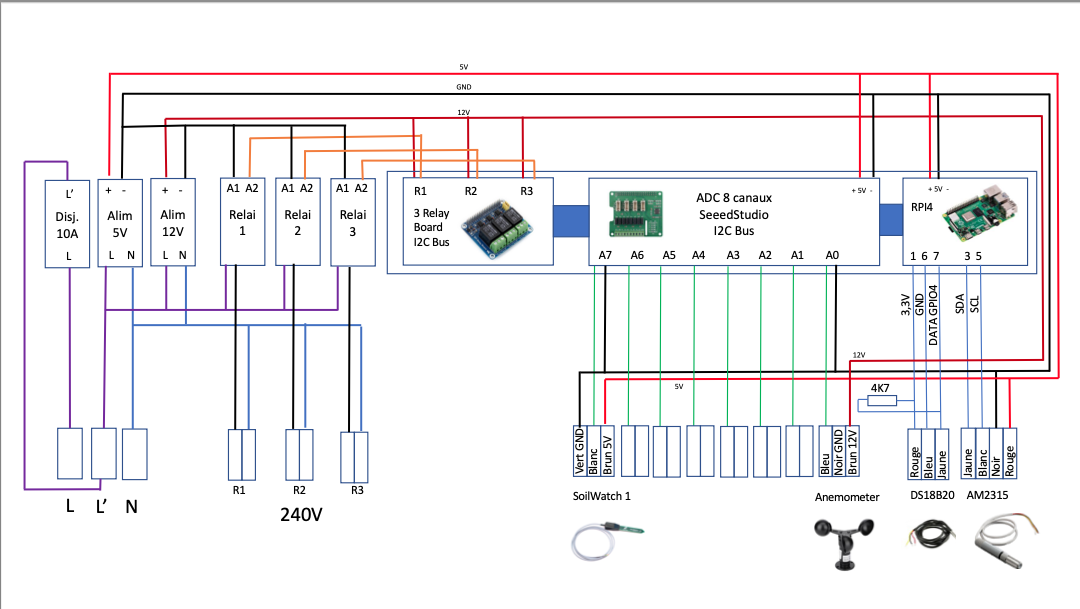 5V
GND
12V
L'
Disj.
10A
L
+ -
Alim
5V
L N
+ -
Alim
12V
L N
A1 A2
Relai
1
A1 A2
Relai
2
A1 A2
Relai
3
R1 R2 R3
3 Relay
Board
I2C Bus
ADC 8 canaux
SeeedStudio
I2C Bus
+ 5V -
A7 A6 A5 A4 A3 A2 A1 A0
+ 5V -
RPI4
1 6 7 3 5
3,3V
GND
DATA GPIO4
SDA
SCL
12V
5V
4K7
Vert GND
Blanc
Brun 5V
Bleu
Noir GND
Brun 12V
Rouge
Bleu
Jaune
Jaune
Blanc
Noir
Rouge
L L' N
R1 R2 R3
240V
SoilWatch 1
Anemometer
DS18B20
AM2315